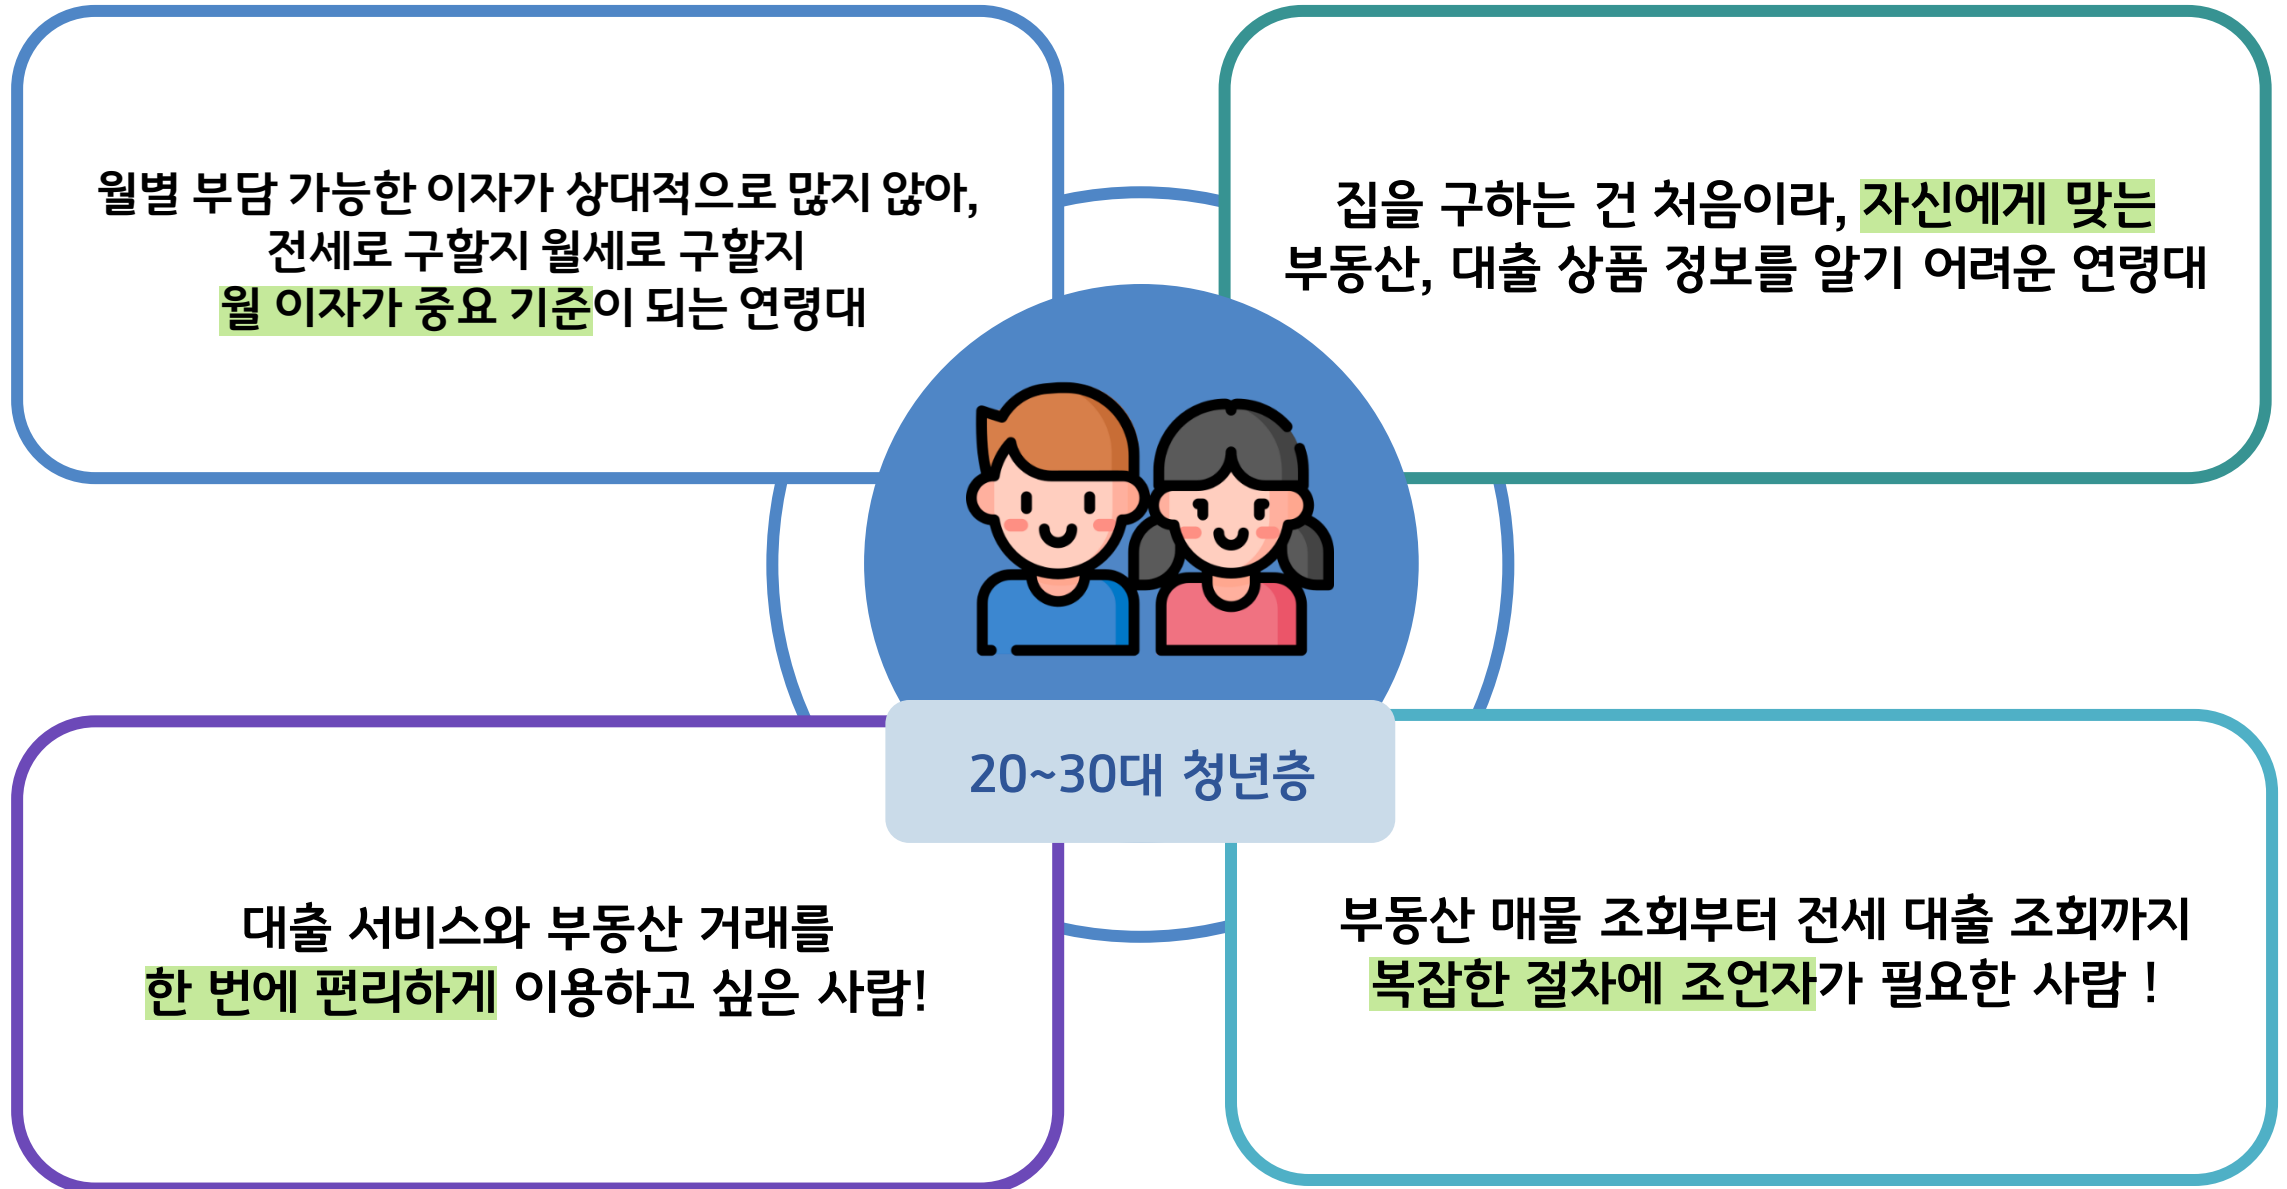 월별 부담 가능한 이자가 상대적으로 많지 않아,
전세로 구할지 월세로 구할지
월 이자가 중요 기준이 되는 연령대
집을 구하는 건 처음이라, 자신에게 맞는
부동산, 대출 상품 정보를 알기 어려운 연령대
20~30대 청년층
대출 서비스와 부동산 거래를
한 번에 편리하게 이용하고 싶은 사람!
부동산 매물 조회부터 전세 대출 조회까지
복잡한 절차에 조언자가 필요한 사람 !